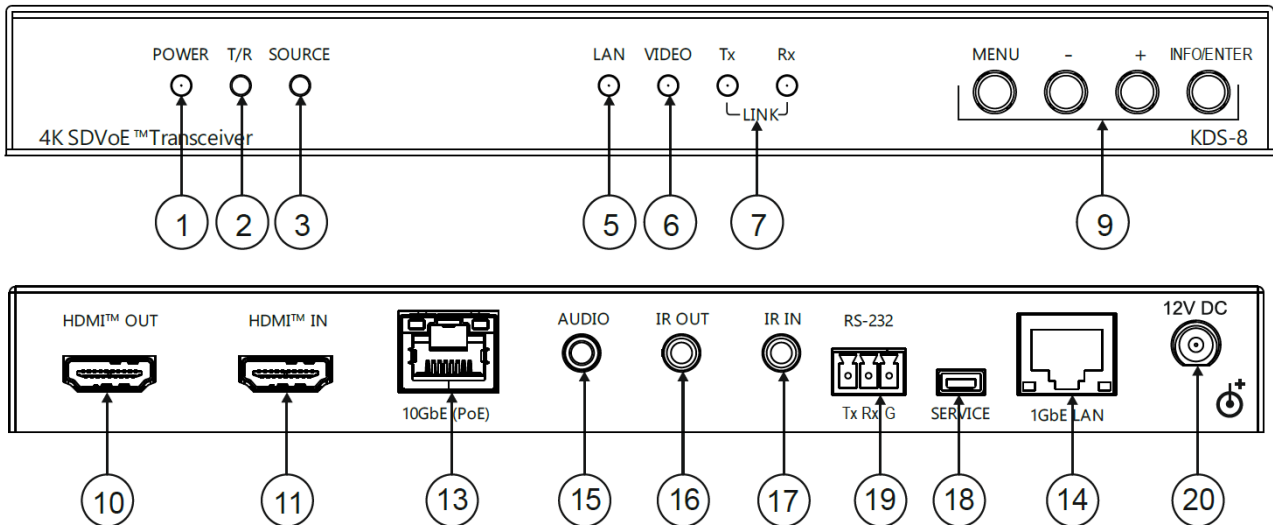 POWER T/R SOURCE LAN VIDEO Tx Rx MENU - + INFO/ENTER
LINK
4K SDVoE™Transceiver KDS-8
1 2 3 5 6 7 9
HDMI™ OUT HDMI™ IN AUDIO IR OUT IR IN RS-232 12V DC
10GbE (PoE) Tx Rx G SERVICE 1GbE LAN
10 11 13 15 16 17 19 18 14 20